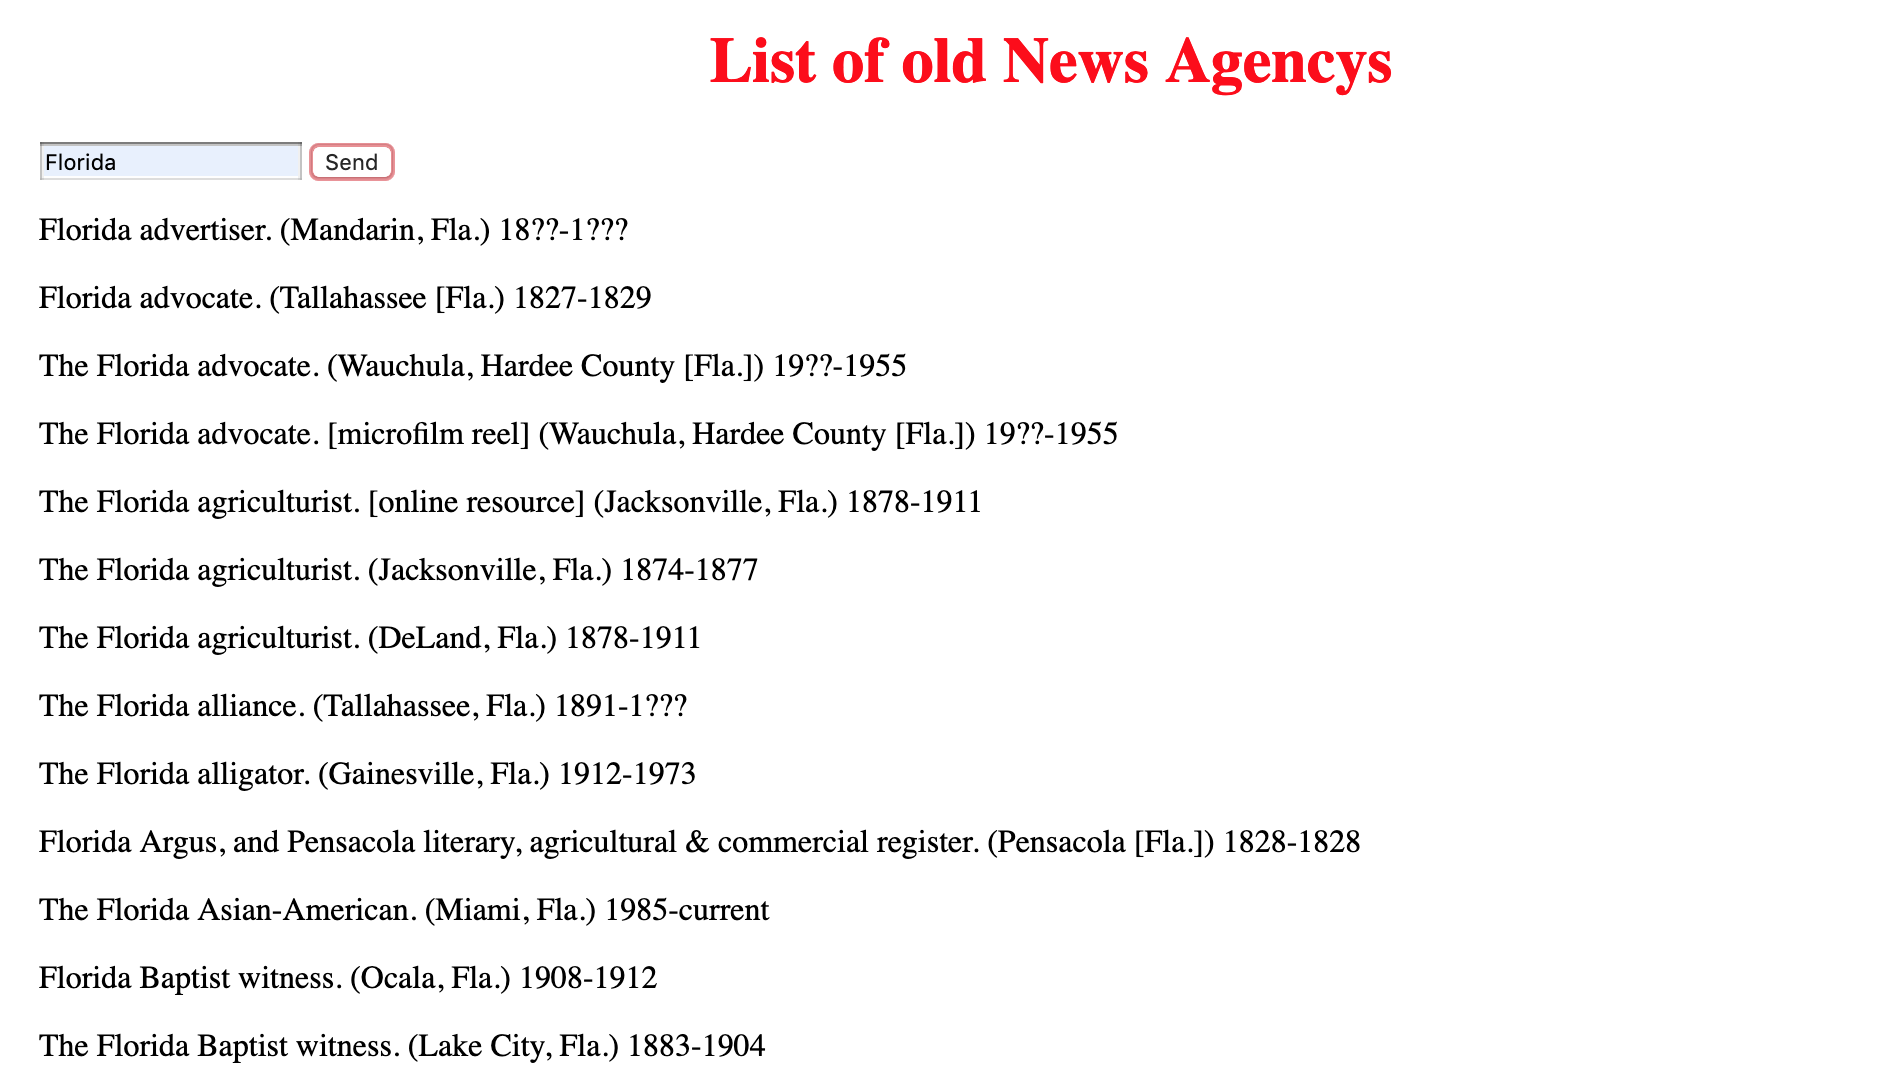 List of old News Agencys
Florida Send
Florida advertiser. (Mandarin, Fla.) 18??-1???
Florida advocate. (Tallahassee [Fla.) 1827-1829
The Florida advocate. (Wauchula, Hardee County [Fla.]) 19??-1955
The Florida advocate. [microfilm reel] (Wauchula, Hardee County [Fla.]) 19??-1955
The Florida agriculturist. [online resource] (Jacksonville, Fla.) 1878-1911
The Florida agriculturist. (Jacksonville, Fla.) 1874-1877
The Florida agriculturist. (DeLand, Fla.) 1878-1911
The Florida alliance. (Tallahassee, Fla.) 1891-1???
The Florida alligator. (Gainesville, Fla.) 1912-1973
Florida Argus, and Pensacola literary, agricultural & commercial register. (Pensacola [Fla.]) 1828-1828
The Florida Asian-American. (Miami, Fla.) 1985-current
Florida Baptist witness. (Ocala, Fla.) 1908-1912
The Florida Baptist witness. (Lake City, Fla.) 1883-1904